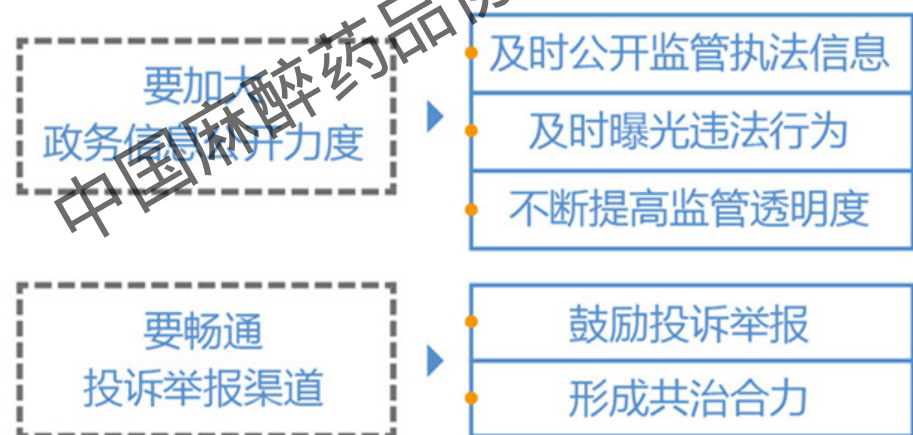 要加大
政务信息公开力度
及时公开监管执法信息
及时曝光违法行为
不断提高监管透明度
要畅通
投诉举报渠道
鼓励投诉举报
形成共治合力
中国麻醉药品